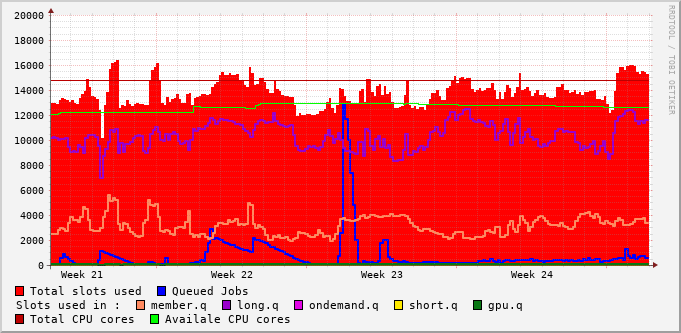 20000
18000
16000
14000
12000
10000
8000
6000
4000
2000
0
Week 21 Week 22 Week 23 Week 24
RRDTOOL / TOBI OETIKER
Total slots used Queued Jobs
Slots used in : member.q long.q ondemand.q short.q gpu.q
Total CPU cores Availale CPU cores